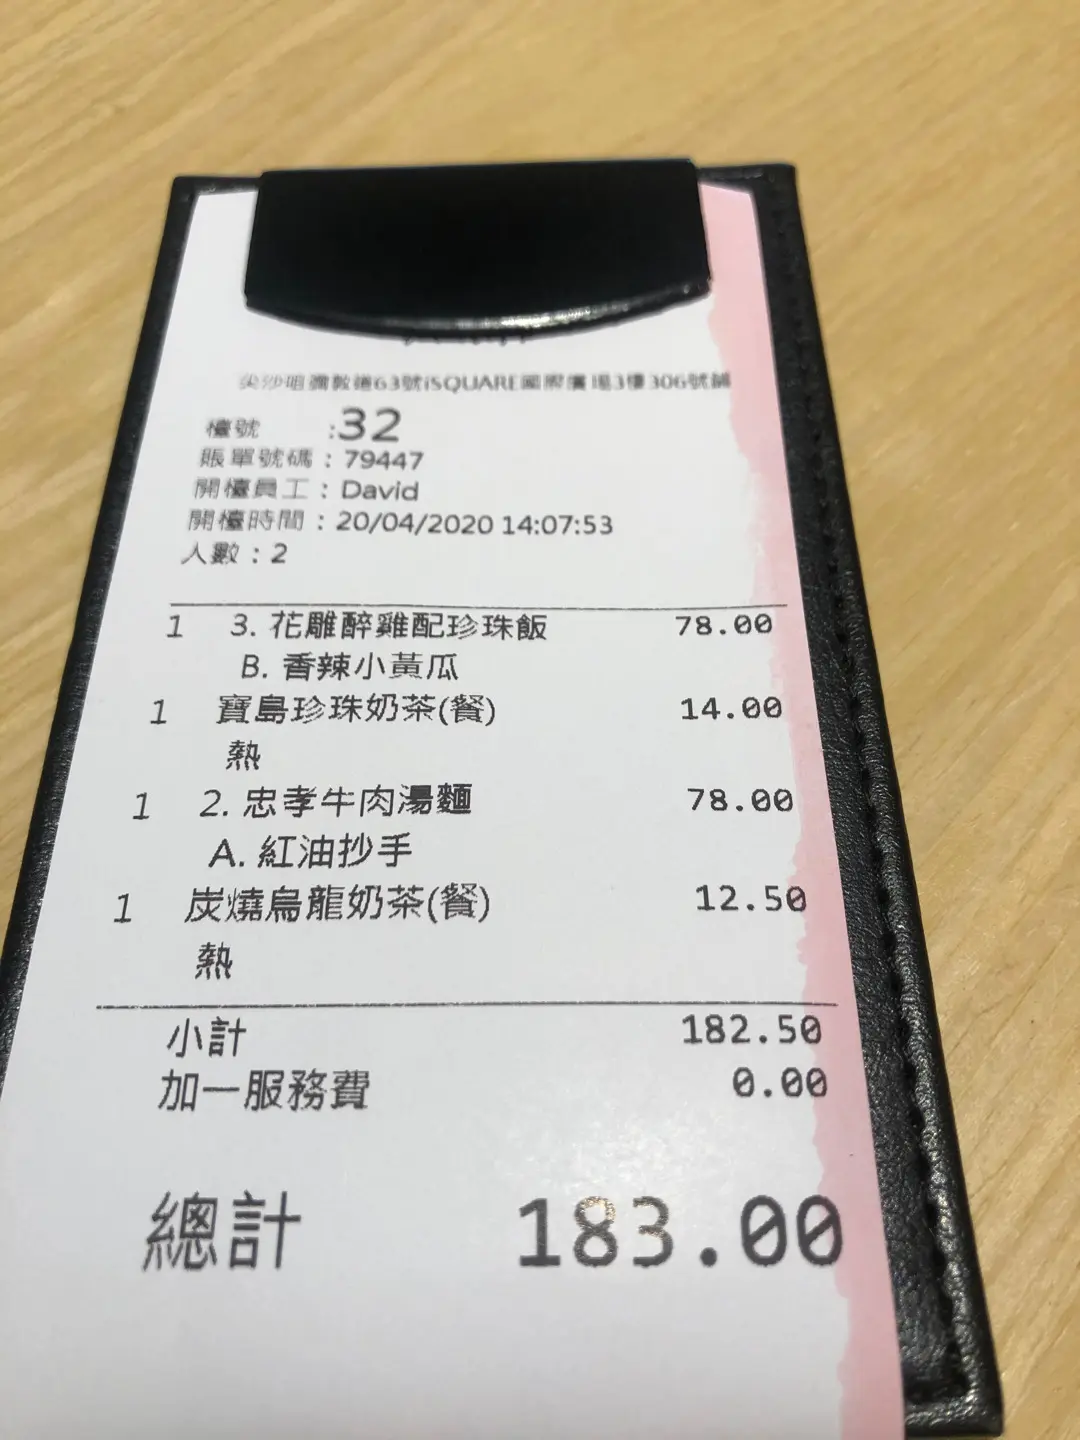 尖沙咀彌敦道63號iSQUARE國際廣場3樓306號舖
檯號 :32
賬單號碼：79447
開檯員工：David
開檯時間：20/04/2020 14:07:53
人數：2
1 3. 花雕醉雞配珍珠飯 78.00
B. 香辣小黃瓜
1 寶島珍珠奶茶(餐) 14.00
熱
1 2. 忠孝牛肉湯麵 78.00
A. 紅油抄手
1 炭燒烏龍奶茶(餐) 12.50
熱
小計 182.50
加一服務費 0.00
總計 183.00